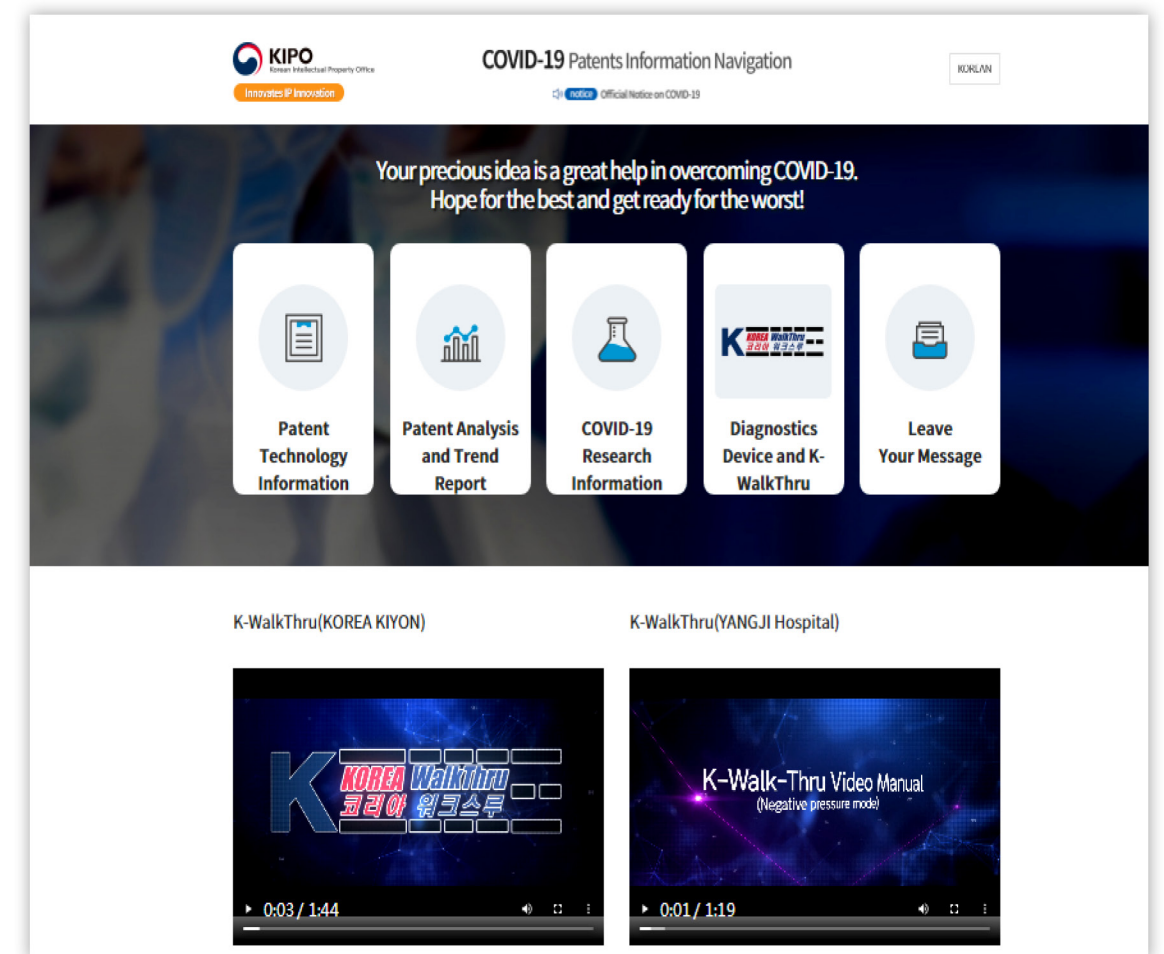 KIPO
Korean Intellectual Property Office
Innovates IP Innovation
COVID-19 Patents Information Navigation
notice Official Notice on COVID-19
KOREAN
Your precious idea is a great help in overcoming COVID-19.
Hope for the best and get ready for the worst!
Patent
Technology
Information
Patent Analysis
and Trend
Report
COVID-19
Research
Information
K KOREA WalkThru
코리아 워크스루
Diagnostics
Device and K-
WalkThru
Leave
Your Message
K-WalkThru(KOREA KIYON)
K-WalkThru(YANGJI Hospital)
K KOREA WalkThru
코리아 워크스루
0:03 / 1:44
K-Walk-Thru Video Manual
(Negative pressure mode)
0:01 / 1:19